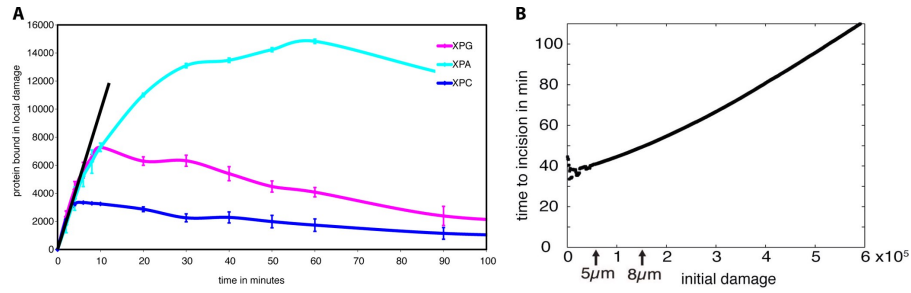 A
16000
14000
12000
10000
8000
6000
4000
2000
0
protein bound in local damage
0 10 20 30 40 50 60 70 80 90 100
time in minutes
XPG
XPA
XPC
B
100
80
60
40
20
0
time to incision in min
0 1 2 3 4 5 6 x10⁵
5µm 8µm
initial damage